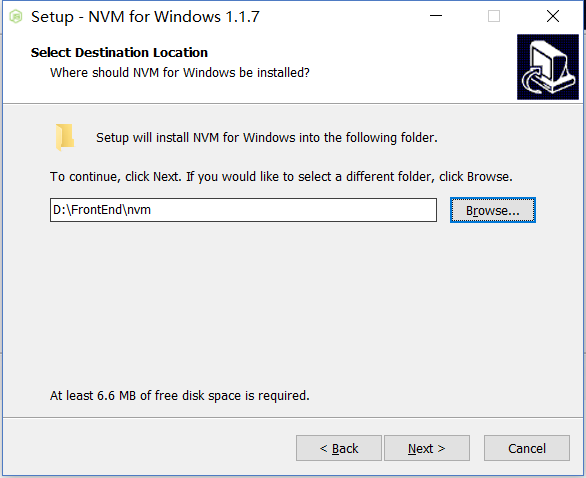 Setup - NVM for Windows 1.1.7
Select Destination Location
Where should NVM for Windows be installed?
Setup will install NVM for Windows into the following folder.
To continue, click Next. If you would like to select a different folder, click Browse.
D:\FrontEnd\nvm
Browse...
At least 6.6 MB of free disk space is required.
< Back
Next >
Cancel